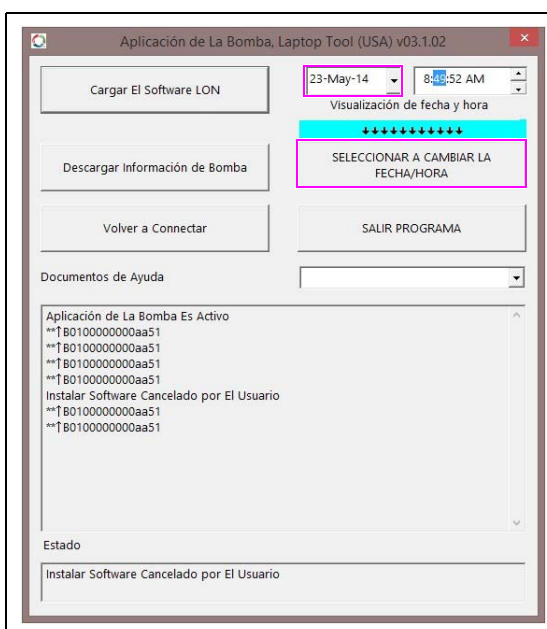 Aplicación de La Bomba, Laptop Tool (USA) v03.1.02
Cargar El Software LON
23-May-14
8:49:52 AM
Visualización de fecha y hora
↓↓↓↓↓↓↓↓↓↓↓
Descargar Información de Bomba
SELECCIONAR A CAMBIAR LA
FECHA/HORA
Volver a Connectar
SALIR PROGRAMA
Documentos de Ayuda
Aplicación de La Bomba Es Activo
**↑B0100000000aa51
**↑B0100000000aa51
**↑B0100000000aa51
**↑B0100000000aa51
Instalar Software Cancelado por El Usuario
**↑B0100000000aa51
**↑B0100000000aa51
Estado
Instalar Software Cancelado por El Usuario